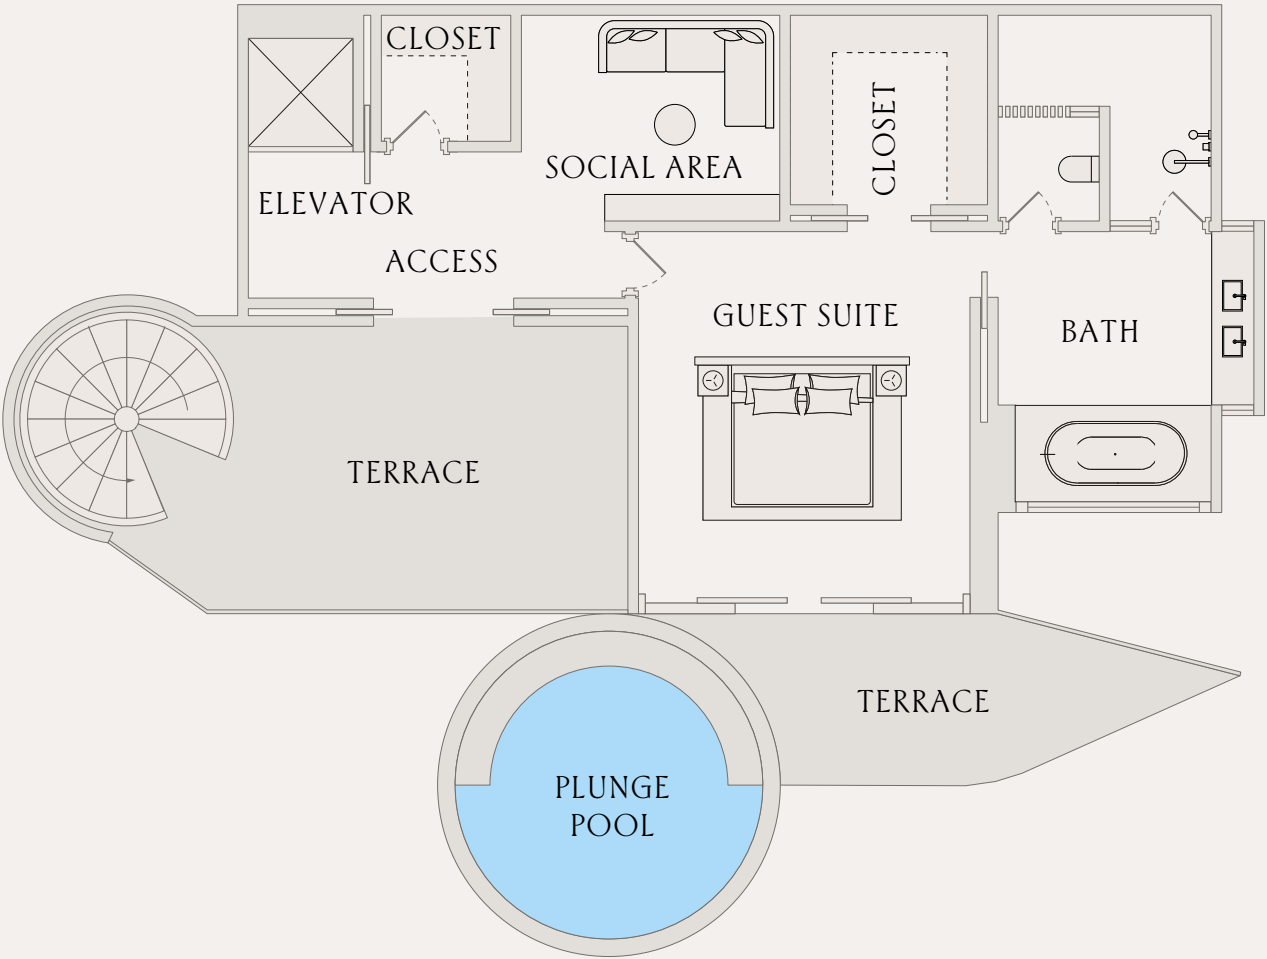 CLOSET
SOCIAL AREA
CLOSET
ELEVATOR
ACCESS
GUEST SUITE
BATH
TERRACE
TERRACE
PLUNGE
POOL